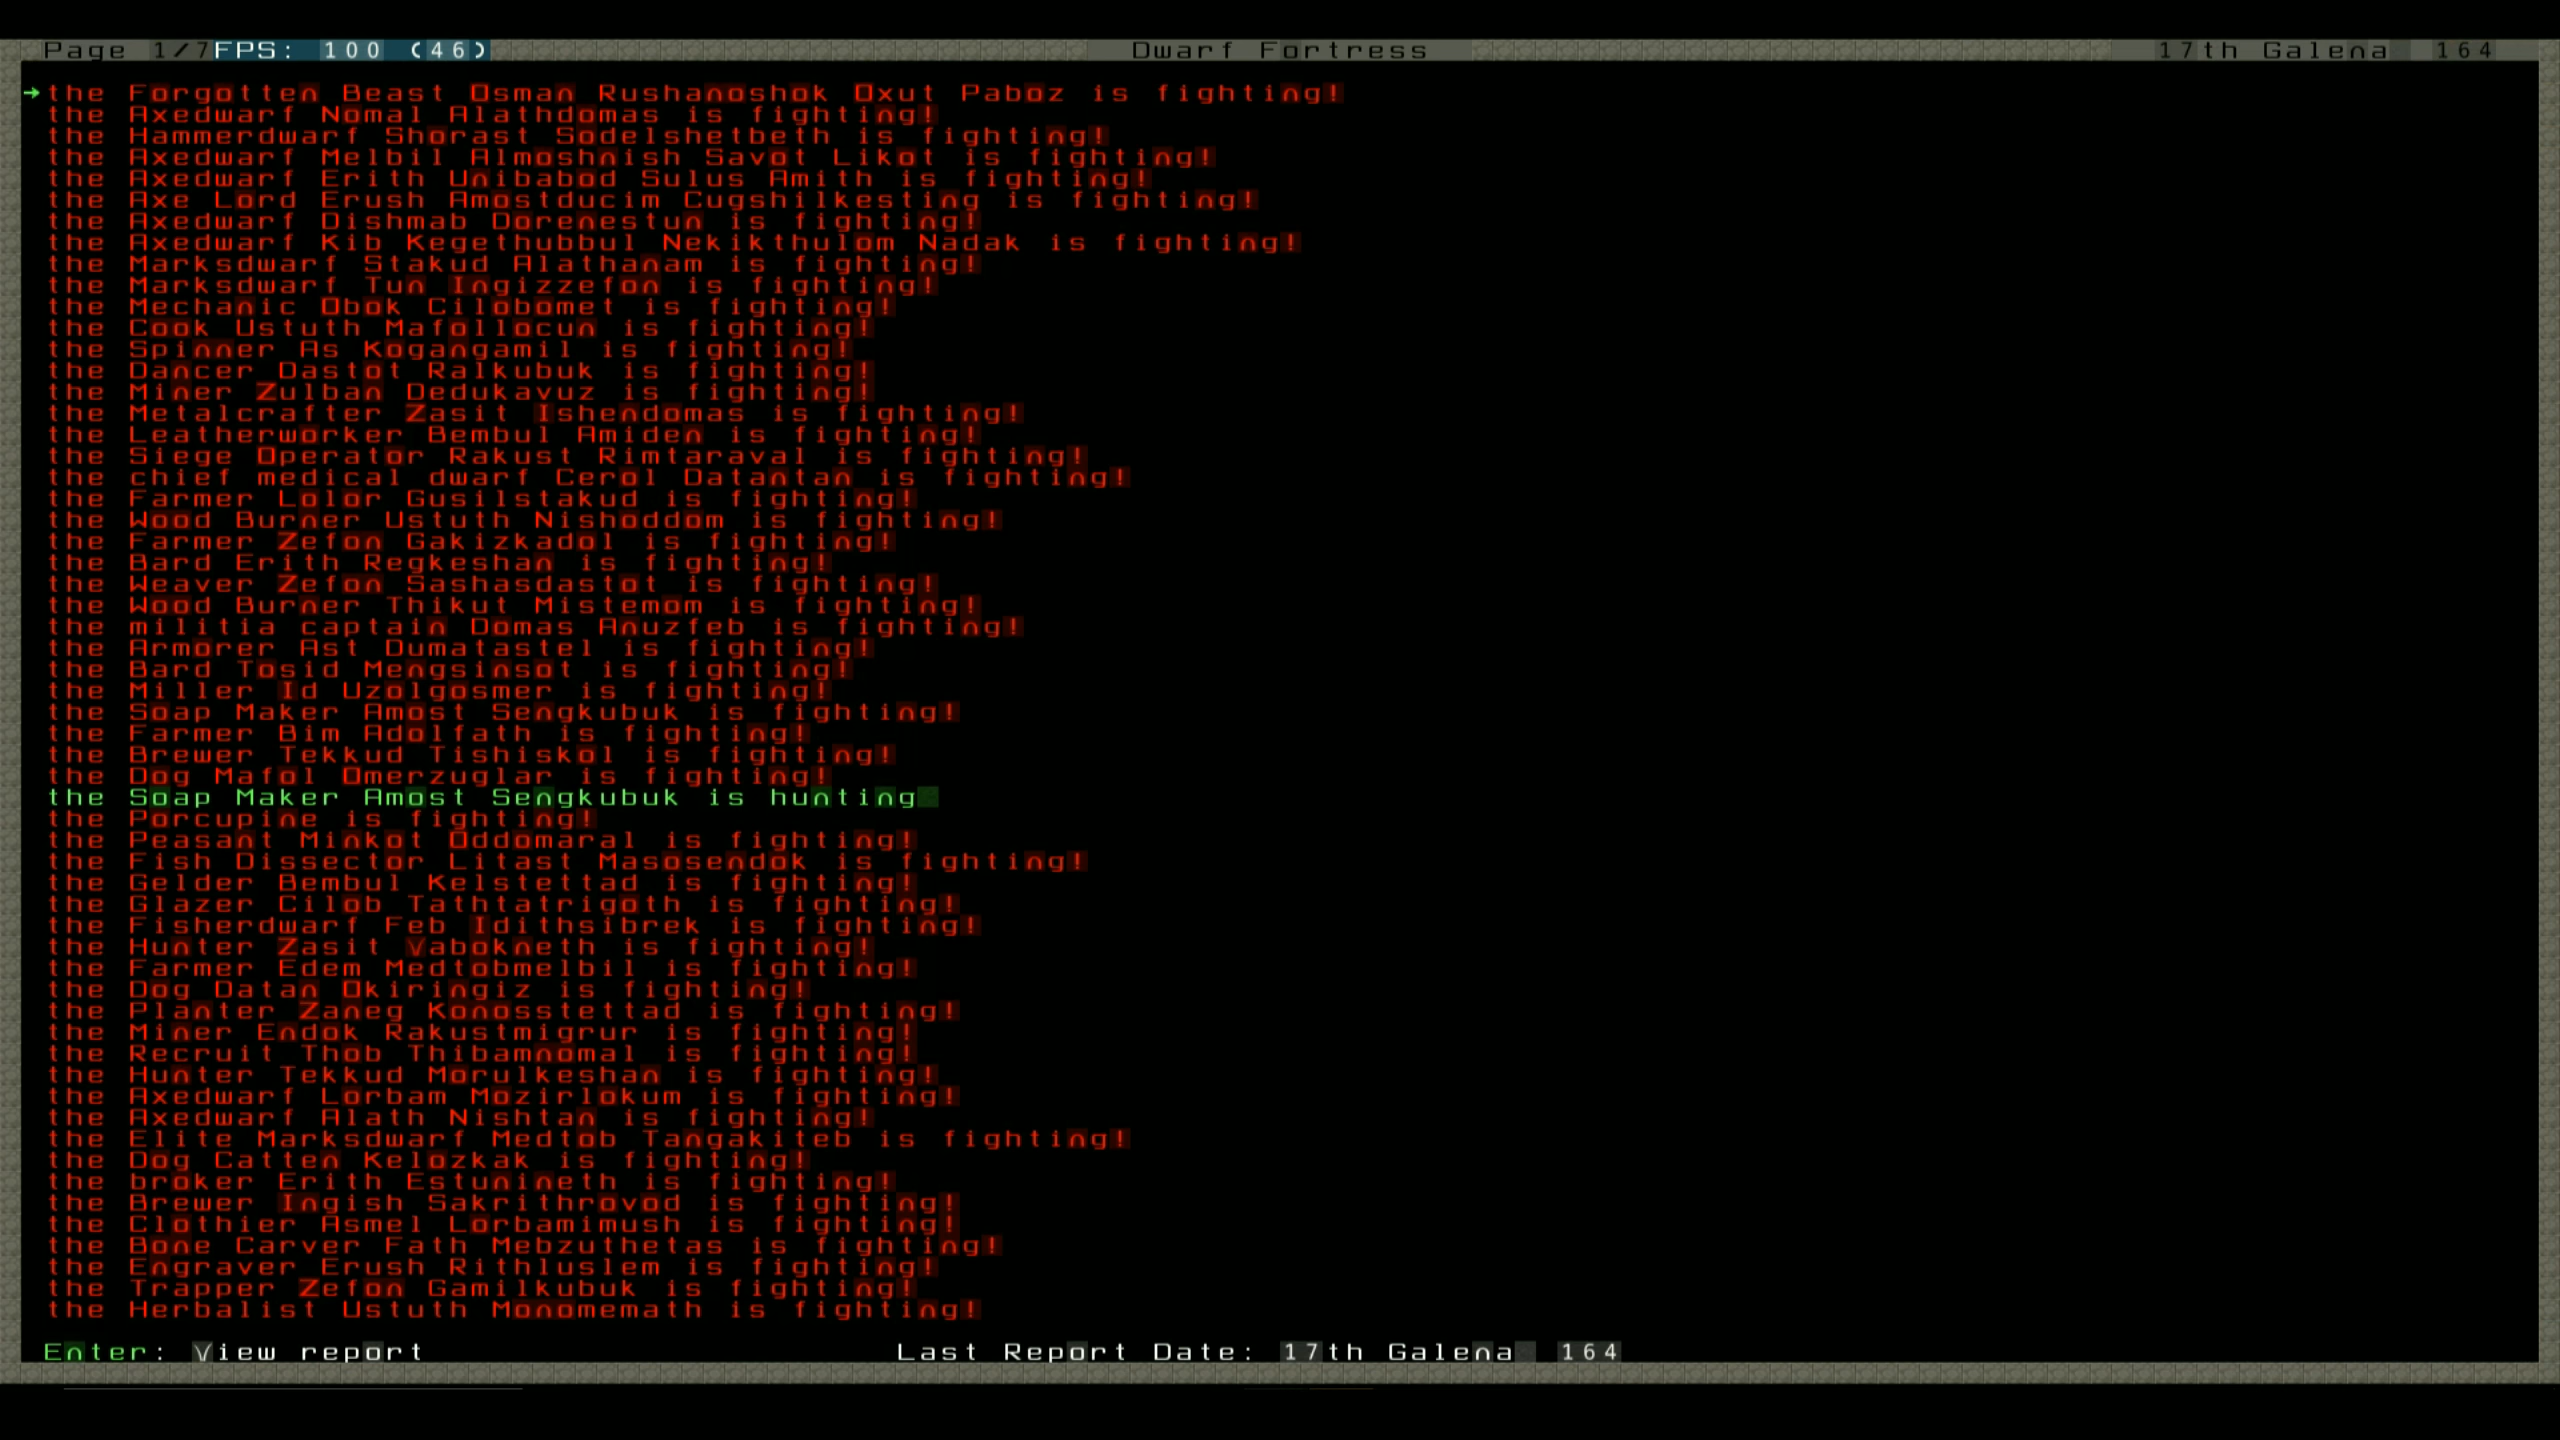 Page 1/7 FPS: 100 (46) Dwarf Fortress 17th Galena 164
→the Forgotten Beast Osman Rushanoshok Oxut Paboz is fighting!
the Axedwarf Nomal Alathdomas is fighting!
the Hammerdwarf Shorast Sodelshetbeth is fighting!
the Axedwarf Melbil Almoshnish Savot Likot is fighting!
the Axedwarf Erith Unibabod Sulus Amith is fighting!
the Axe Lord Erush Amostducim Cugshilkesting is fighting!
the Axedwarf Dishmab Dorenestun is fighting!
the Axedwarf Kib Kegethubbul Nekikthulom Nadak is fighting!
the Marksdwarf Stakud Alathanam is fighting!
the Marksdwarf Tun Ingizzefon is fighting!
the Mechanic Obok Cilobomet is fighting!
the Cook Ustuth Mafollocun is fighting!
the Spinner As Kogangamil is fighting!
the Dancer Dastot Ralkubuk is fighting!
the Miner Zulban Dedukavuz is fighting!
the Metalcrafter Zasit Ishendomas is fighting!
the Leatherworker Bembul Amiden is fighting!
the Siege Operator Rakust Rimtaraval is fighting!
the chief medical dwarf Cerol Datantan is fighting!
the Farmer Lolor Gusilstakud is fighting!
the Wood Burner Ustuth Nishoddom is fighting!
the Farmer Zefon Gakizkadol is fighting!
the Bard Erith Regkeshan is fighting!
the Weaver Zefon Sashasdastot is fighting!
the Wood Burner Thikut Mistemom is fighting!
the militia captain Domas Anuzfeb is fighting!
the Armorer Ast Dumatastel is fighting!
the Bard Tosid Mengsinsot is fighting!
the Miller Id Uzolgosmer is fighting!
the Soap Maker Amost Sengkubuk is fighting!
the Farmer Bim Adolfath is fighting!
the Brewer Tekkud Tishiskol is fighting!
the Dog Mafol Omerzuglar is fighting!
the Soap Maker Amost Sengkubuk is hunting
the Porcupine is fighting!
the Peasant Minkot Oddomaral is fighting!
the Fish Dissector Litast Masosendok is fighting!
the Gelder Bembul Kelstettad is fighting!
the Glazer Cilob Tathtatrigoth is fighting!
the Fisherdwarf Feb Idithsibrek is fighting!
the Hunter Zasit Vabokneth is fighting!
the Farmer Edem Medtobmelbil is fighting!
the Dog Datan Okiringiz is fighting!
the Planter Zaneg Konosstettad is fighting!
the Miner Endok Rakustmigrur is fighting!
the Recruit Thob Thibamnomal is fighting!
the Hunter Tekkud Morulkeshan is fighting!
the Axedwarf Lorbam Mozirlokum is fighting!
the Axedwarf Alath Nishtan is fighting!
the Elite Marksdwarf Medtob Tangakiteb is fighting!
the Dog Catten Kelozkak is fighting!
the broker Erith Estunineth is fighting!
the Brewer Ingish Sakrithrovod is fighting!
the Clothier Asmel Lorbamimush is fighting!
the Bone Carver Fath Mebzuthetas is fighting!
the Engraver Erush Rithluslem is fighting!
the Trapper Zefon Gamilkubuk is fighting!
the Herbalist Ustuth Monomemath is fighting!
Enter: View report Last Report Date: 17th Galena 164